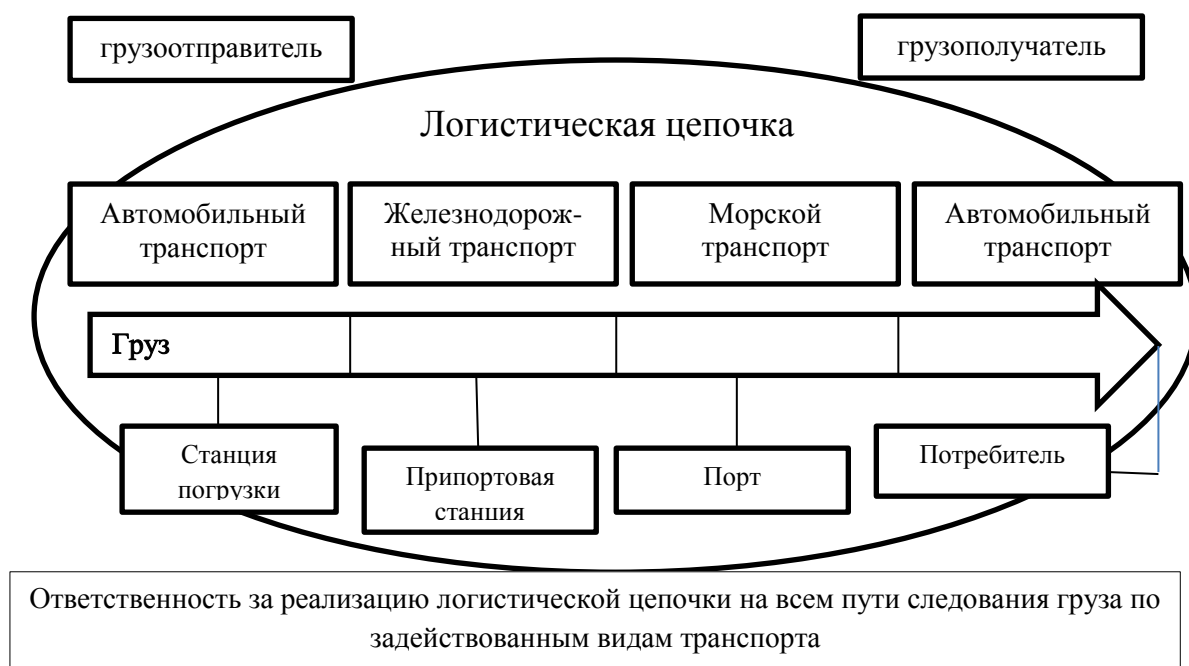 грузоотправитель
грузополучатель
Логистическая цепочка
Автомобильный
транспорт
Железнодорож-
ный транспорт
Морской
транспорт
Автомобильный
транспорт
Груз
Станция
погрузки
Припортовая
станция
Порт
Потребитель
Ответственность за реализацию логистической цепочки на всем пути следования груза по
задействованным видам транспорта